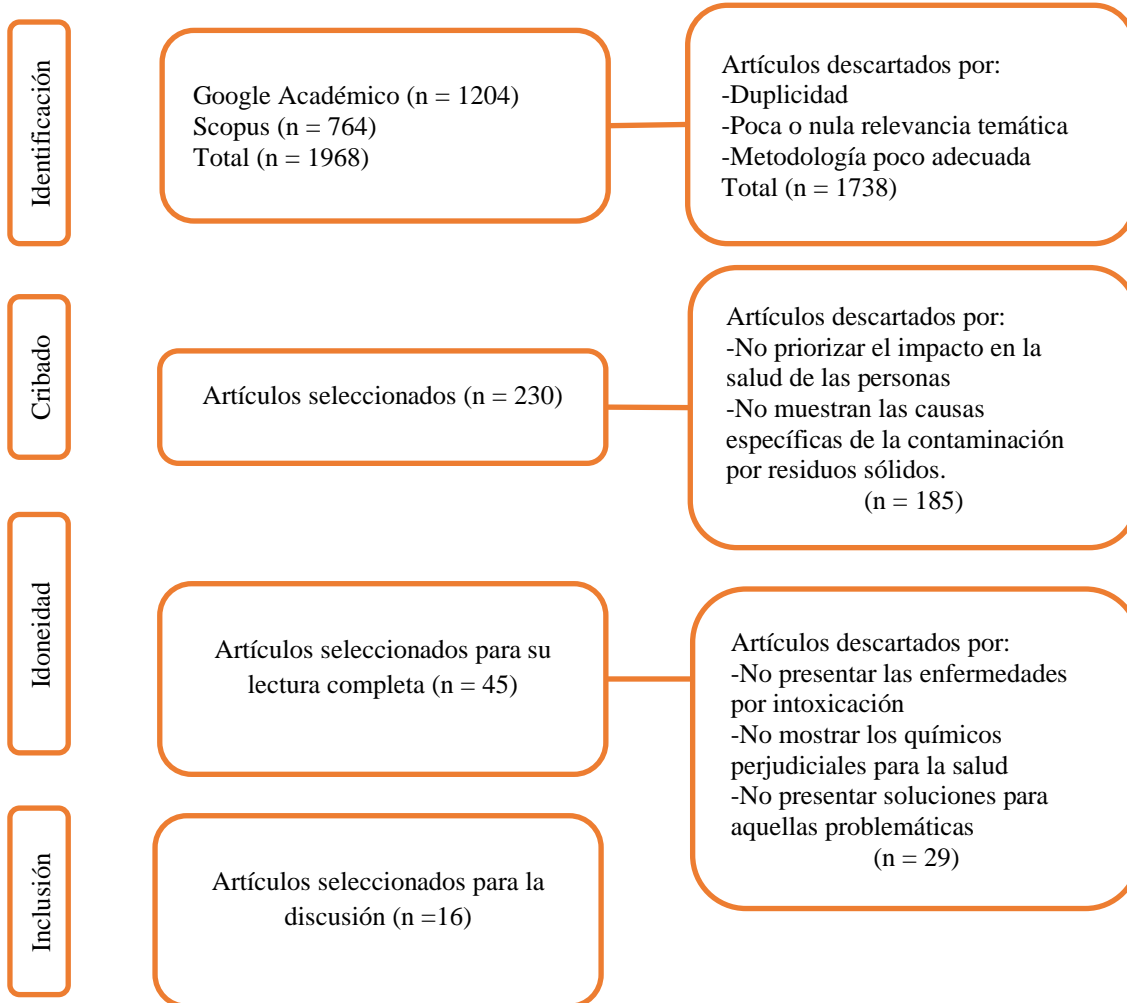 Identificación
Google Académico (n = 1204)
Scopus (n = 764)
Total (n = 1968)
Artículos descartados por:
-Duplicidad
-Poca o nula relevancia temática
-Metodología poco adecuada
Total (n = 1738)
Cribado
Artículos seleccionados (n = 230)
Artículos descartados por:
-No priorizar el impacto en la
salud de las personas
-No muestran las causas
específicas de la contaminación
por residuos sólidos.
(n = 185)
Idoneidad
Artículos seleccionados para su
lectura completa (n = 45)
Artículos descartados por:
-No presentar las enfermedades
por intoxicación
-No mostrar los químicos
perjudiciales para la salud
-No presentar soluciones para
aquellas problemáticas
(n = 29)
Inclusión
Artículos seleccionados para la
discusión (n =16)